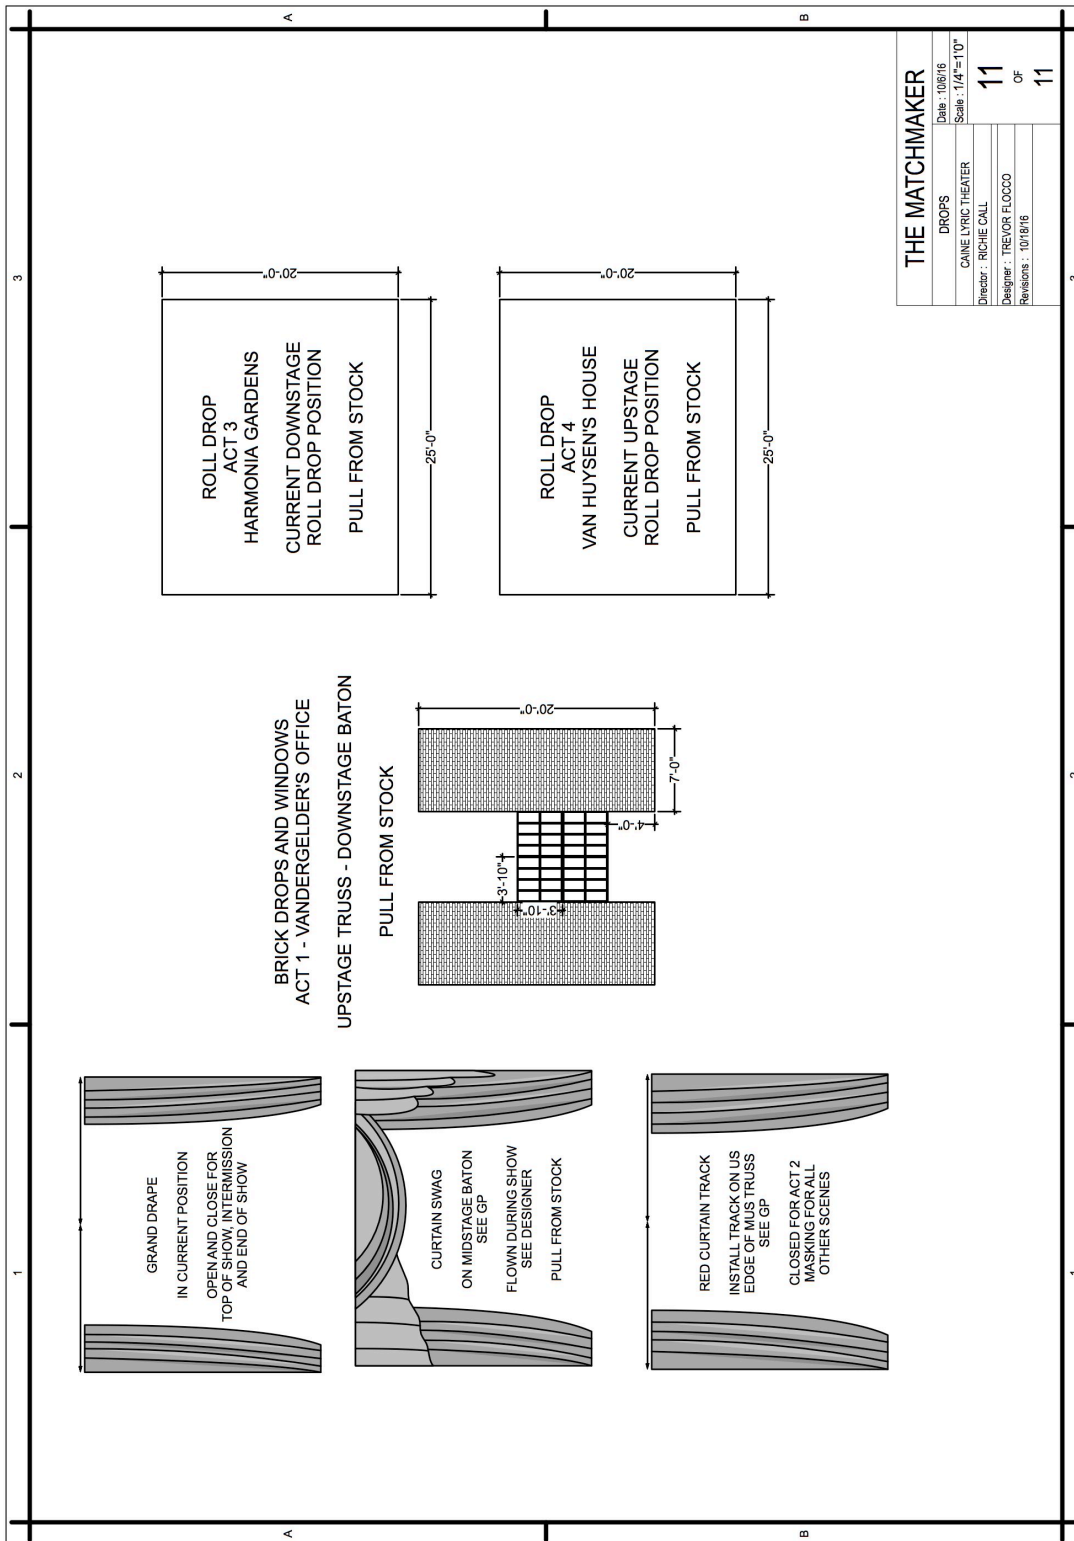 1
2
3
A
B
GRAND DRAPE
IN CURRENT POSITION
OPEN AND CLOSE FOR
TOP OF SHOW, INTERMISSION
AND END OF SHOW
CURTAIN SWAG
ON MIDSTAGE BATON
SEE GP
FLOWN DURING SHOW
SEE DESIGNER
PULL FROM STOCK
RED CURTAIN TRACK
INSTALL TRACK ON US
EDGE OF MUS TRUSS
SEE GP
CLOSED FOR ACT 2
MASKING FOR ALL
OTHER SCENES
BRICK DROPS AND WINDOWS
ACT 1 - VANDERGELDER'S OFFICE
UPSTAGE TRUSS - DOWNSTAGE BATON
PULL FROM STOCK
3'-10"
3'-10"
4'-0"
20'-0"
7'-0"
ROLL DROP
ACT 3
HARMONIA GARDENS
CURRENT DOWNSTAGE
ROLL DROP POSITION
PULL FROM STOCK
20'-0"
25'-0"
ROLL DROP
ACT 4
VAN HUYSEN'S HOUSE
CURRENT UPSTAGE
ROLL DROP POSITION
PULL FROM STOCK
20'-0"
25'-0"
THE MATCHMAKER
DROPS
Date : 10/6/16
CAINE LYRIC THEATER
Scale : 1/4"=1'0"
Director : RICHIE CALL
Designer : TREVOR FLOCCO
Revisions : 10/18/16
11
OF
11
A
B
1
2
3